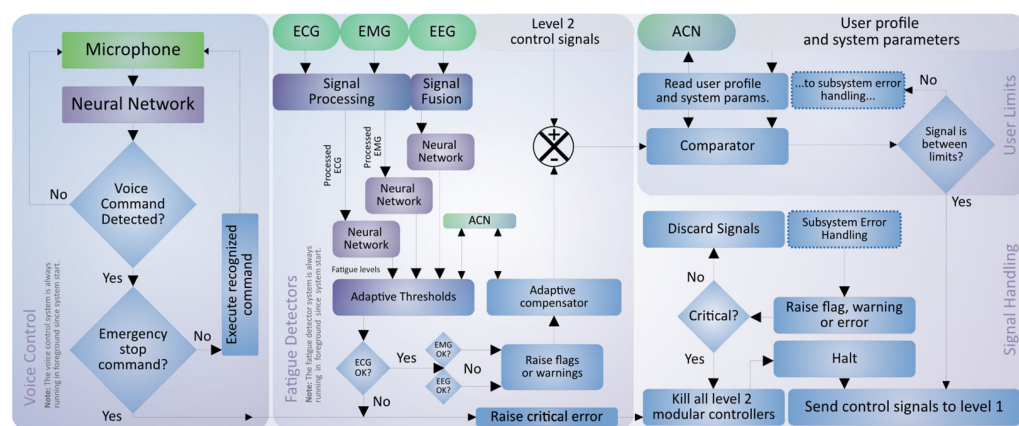 Microphone
Neural Network
Voice
Command
Detected?
No
Yes
Emergency
stop
command?
No
Yes
Execute recognized
command
Voice Control
Note: The voice control system is always
running in foreground since system start.
ECG
EMG
EEG
Level 2
control signals
Signal
Processing
Signal
Fusion
Processed
ECG
Processed
EMG
Neural
Network
Neural
Network
Neural
Network
ACN
Fatigue levels
Adaptive Thresholds
Adaptive
compensator
+
-
ECG
OK?
Yes
No
EMG
OK?
EEG
OK?
No
Raise flags
or warnings
Raise critical error
Fatigue Detectors
Note: The fatigue detector system is always
running in foreground since system start.
ACN
User profile
and system parameters
Read user profile
and system params.
...to subsystem error
handling...
No
Comparator
Signal is
between
limits?
Yes
User Limits
Discard Signals
Subsystem Error
Handling
No
Critical?
Raise flag, warning
or error
Yes
Halt
Kill all level 2
modular controllers
Send control signals to level 1
Signal Handling